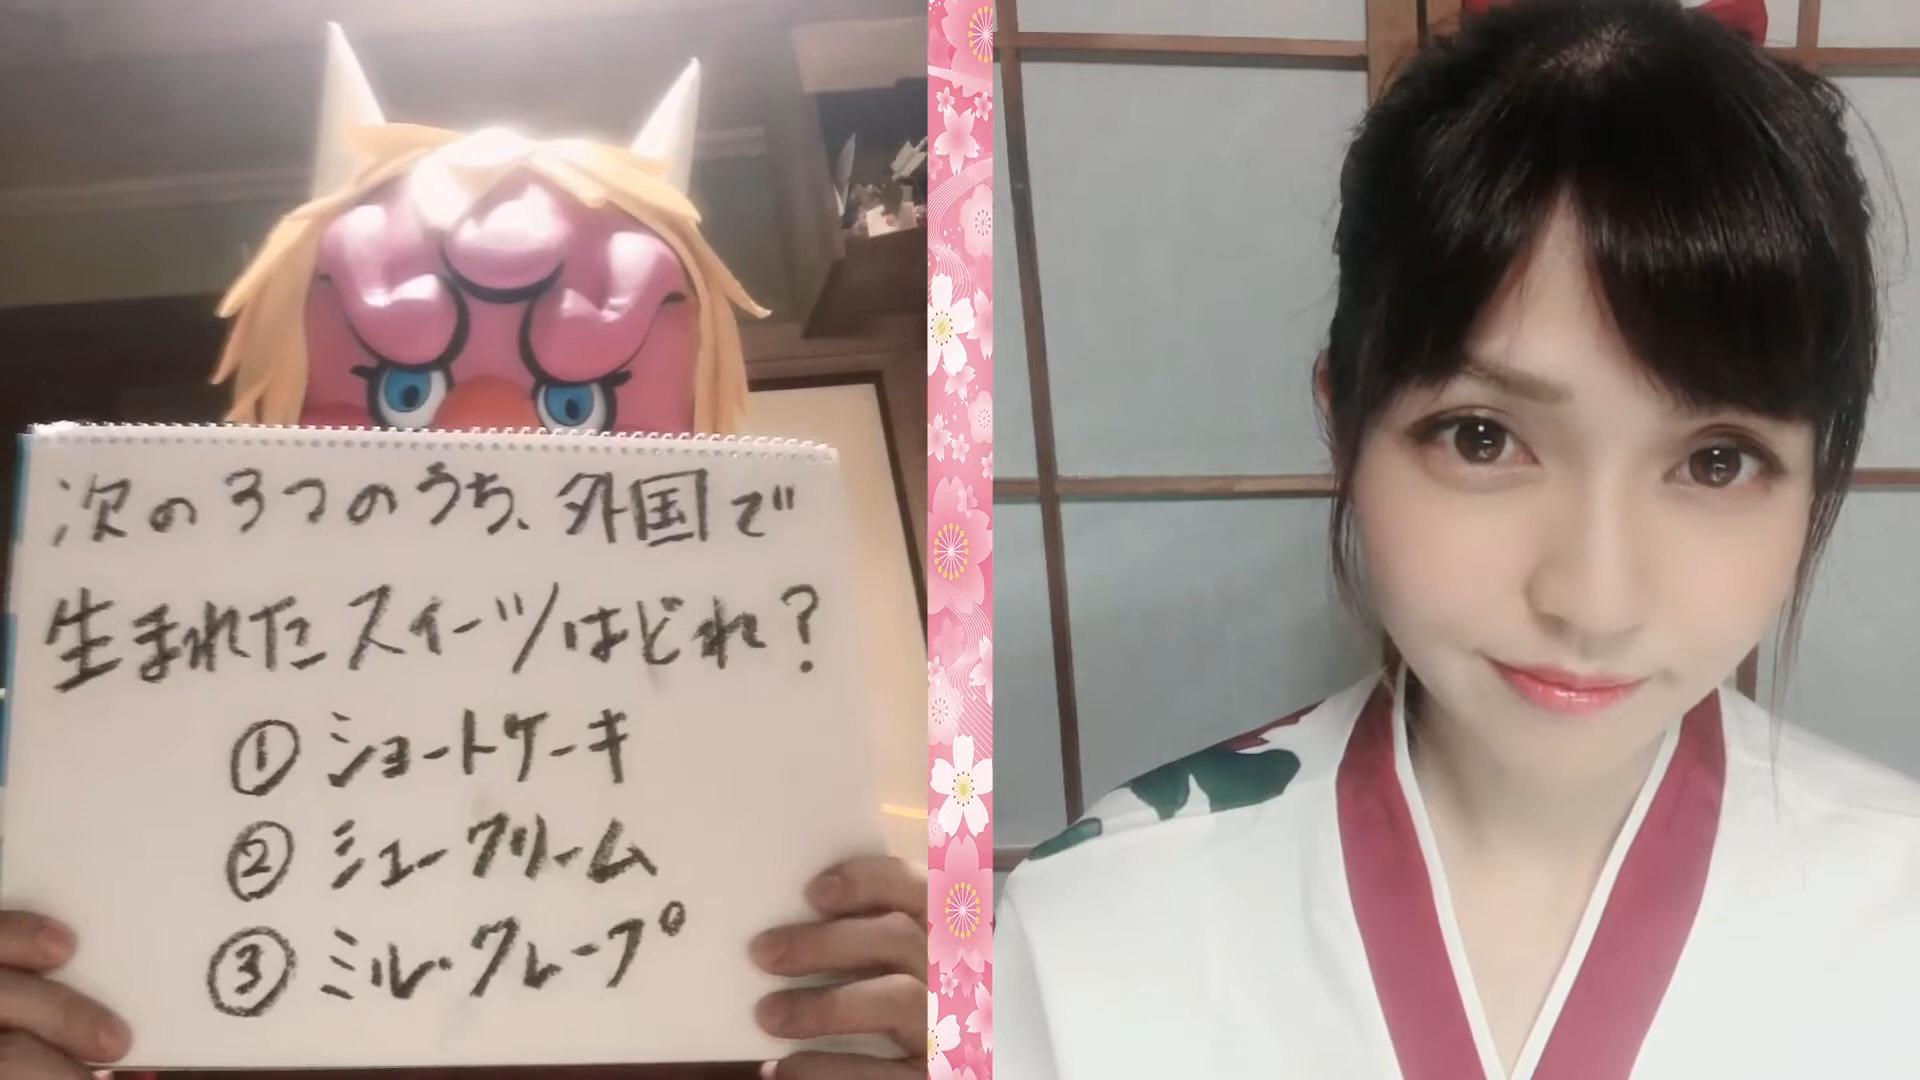 次の3つのうち、外国で
生まれたスイーツはどれ?
① ショートケーキ
② シュークリーム
③ ミル・クレープ